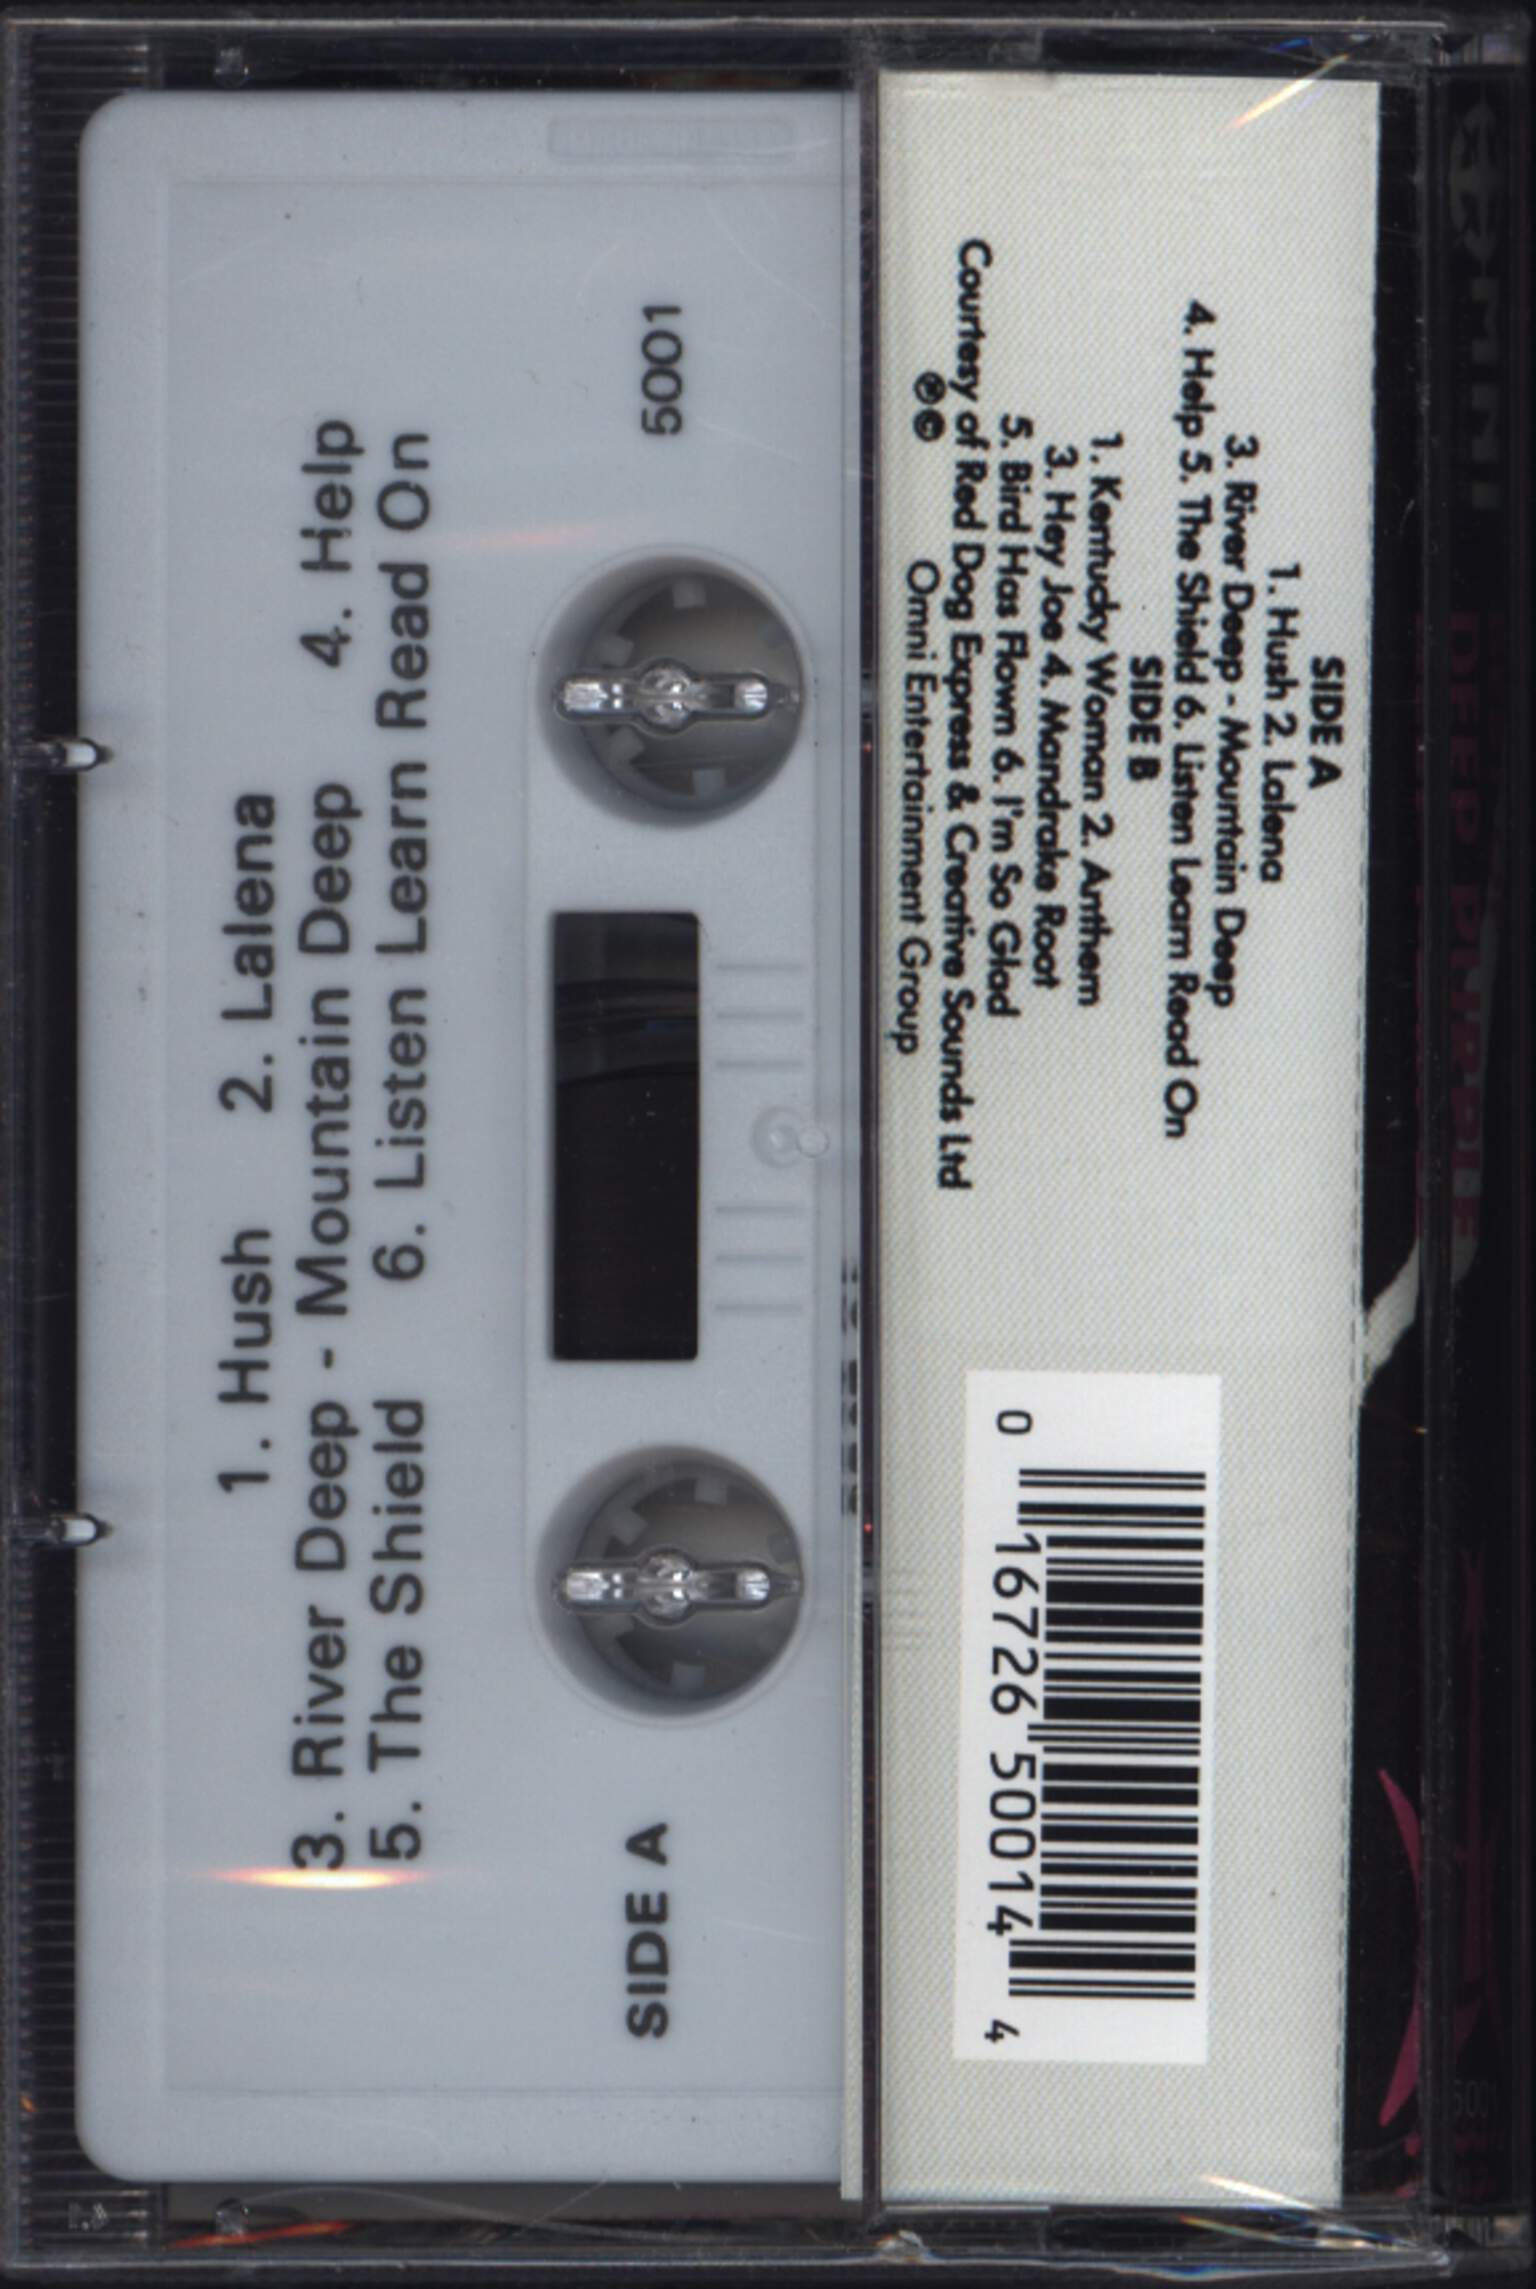 1. Hush 2. Lalena
3. River Deep - Mountain Deep 4. Help
5. The Shield 6. Listen Learn Read On
5001
SIDE A
SIDE A
1. Hush 2. Lalena
3. River Deep - Mountain Deep
4. Help 5. The Shield 6. Listen Learn Read On
SIDE B
1. Kentucky Woman 2. Anthem
3. Hey Joe 4. Mandrake Root
5. Bird Has Flown 6. I'm So Glad
Courtesy of Red Dog Express & Creative Sounds Ltd
℗© Omni Entertainment Group
0 16726 50014 4
OMNI
DEEP PURPLE
5001